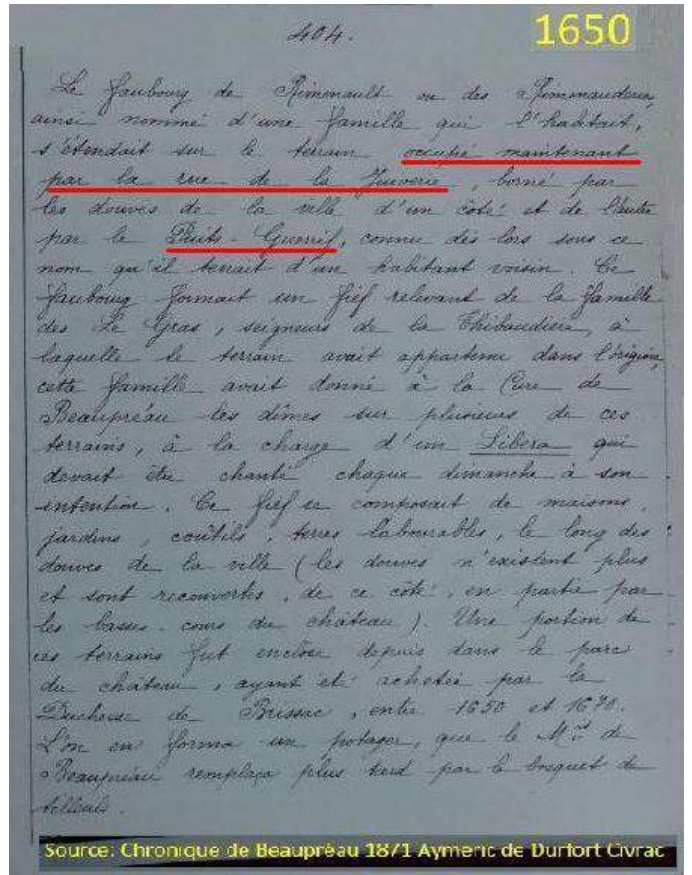 404.
1650
Le faubourg de Rimonault ou des Rimonauderies,
ainsi nommé d'une famille qui l'habitait,
s'étendait sur le terrain occupé maintenant
par la rue de la Juiverie, borné par
les douves de la ville d'un côté et de l'autre
par le Puits-Guerrif, connu dès lors sous ce
nom qu'il tenait d'un habitant voisin. Ce
faubourg formait un fief relevant de la famille
des Le Gras, seigneurs de la Thibaudière, à
laquelle le terrain avait appartenu dans l'origine,
cette famille avait donné à la Cure de
Beaupréau les dîmes sur plusieurs de ces
terrains, à la charge d'un Libera qui
devait être chanté chaque dimanche à son
intention. Ce fief se composait de maisons,
jardins, coûtils, terres labourables, le long des
douves de la ville (les douves n'existent plus
et sont recouvertes, de ce côté, en partie par
les basses-cours du château). Une portion de
ces terrains fut enclose depuis dans le parc
du château, ayant été achetés par la
Duchesse de Brissac, entre 1650 et 1670.
L'on en forma un potager, que le M.is de
Beaupréau remplaça plus tard par le bosquet de
tilleuls.
Source: Chronique de Beaupréau 1871 Aymeric de Durfort Civrac